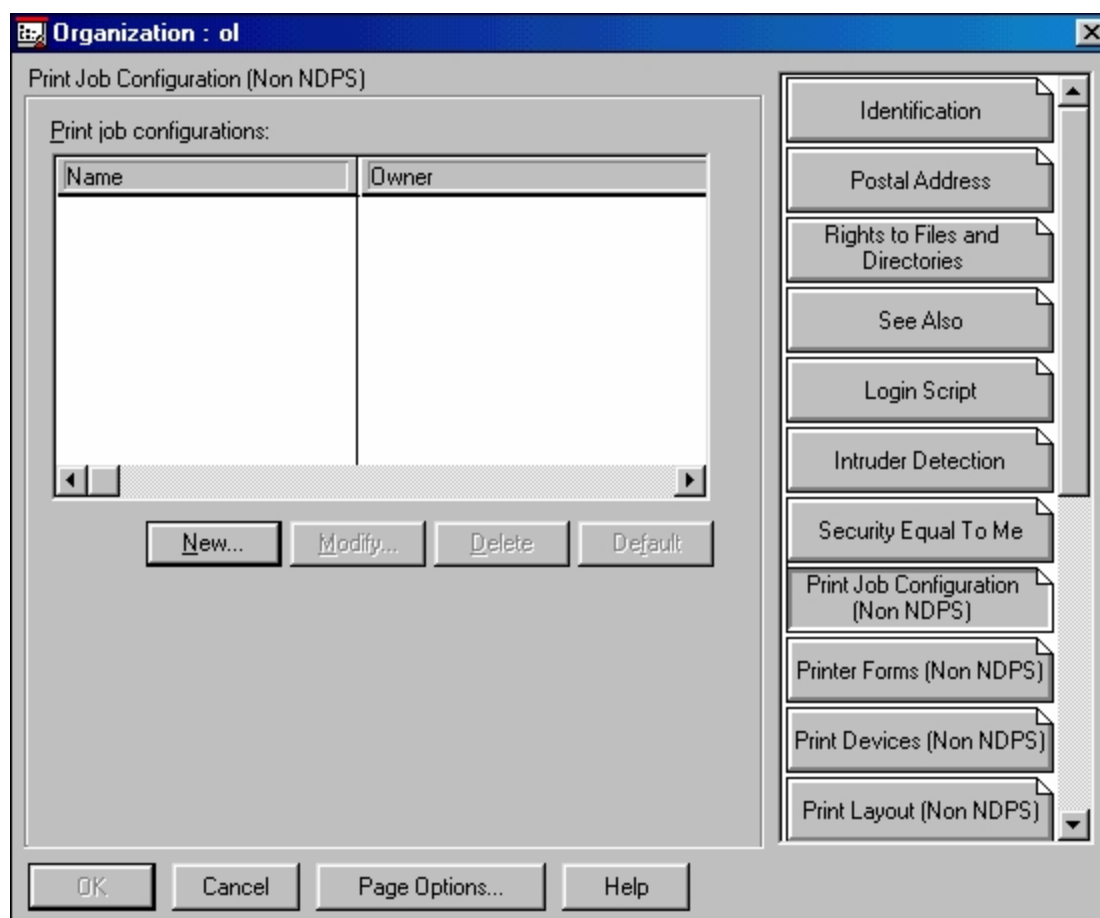 Organization : ol
Print Job Configuration (Non NDPS)
Print job configurations:
Name Owner
New... Modify... Delete Default
Identification
Postal Address
Rights to Files and
Directories
See Also
Login Script
Intruder Detection
Security Equal To Me
Print Job Configuration
(Non NDPS)
Printer Forms (Non NDPS)
Print Devices (Non NDPS)
Print Layout (Non NDPS)
OK Cancel Page Options... Help